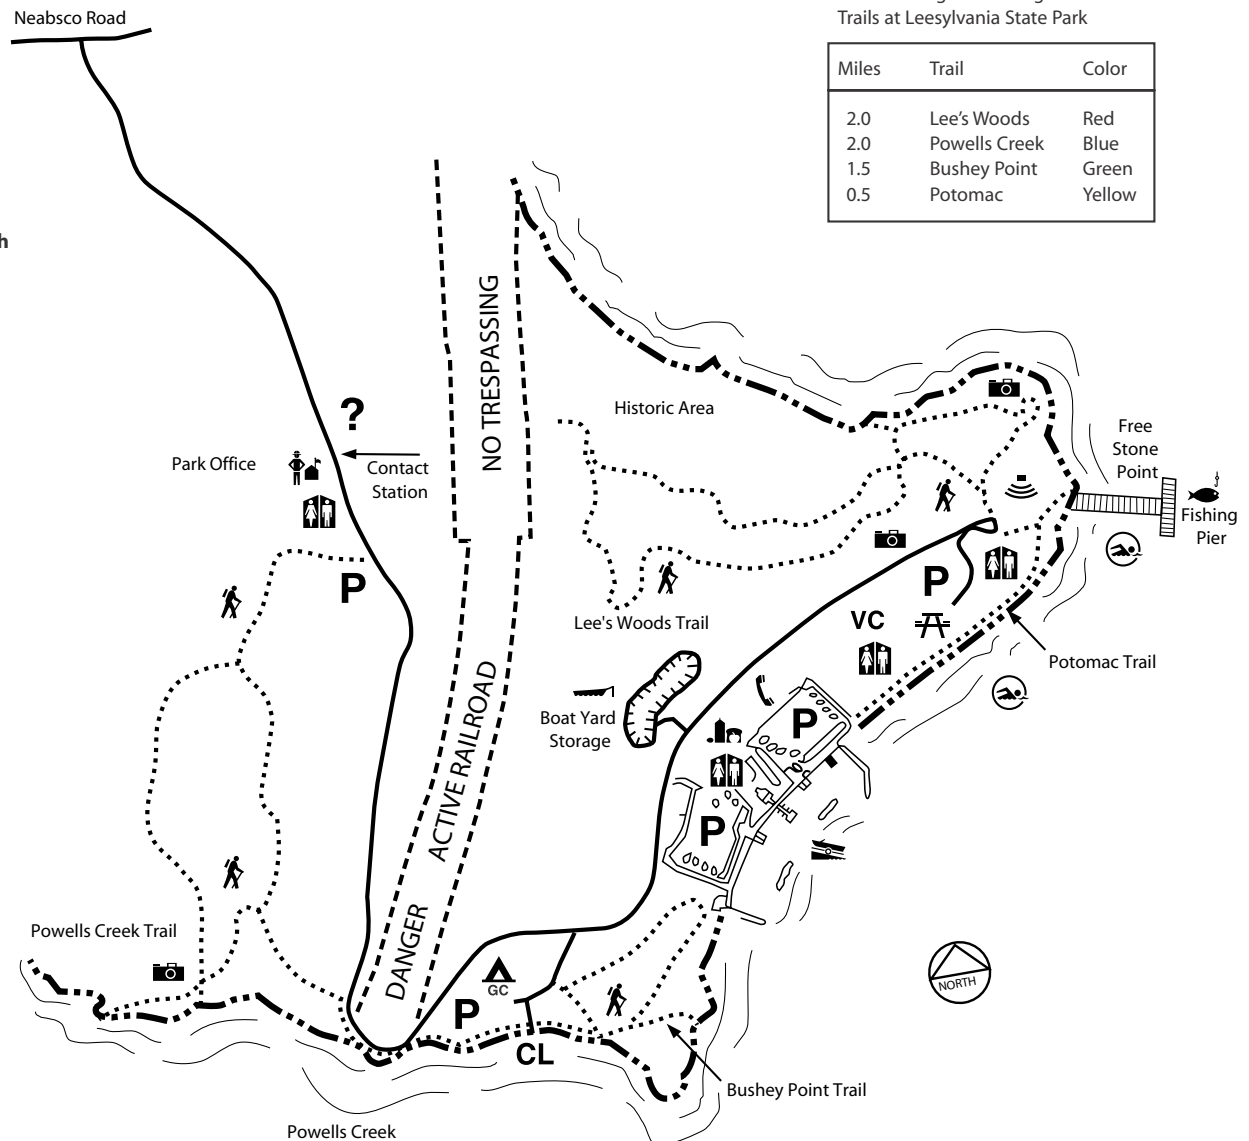 Neabsco Road
Trails at Leesylvania State Park
Miles Trail Color
2.0 Lee's Woods Red
2.0 Powells Creek Blue
1.5 Bushey Point Green
0.5 Potomac Yellow
NO TRESPASSING
Historic Area
?
Park Office
Contact
Station
Free
Stone
Point
Fishing
Pier
P
P
VC
Lee's Woods Trail
Potomac Trail
Boat Yard
Storage
P
ACTIVE RAILROAD
P
DANGER
Powells Creek Trail
GC
P
NORTH
CL
Bushey Point Trail
Powells Creek